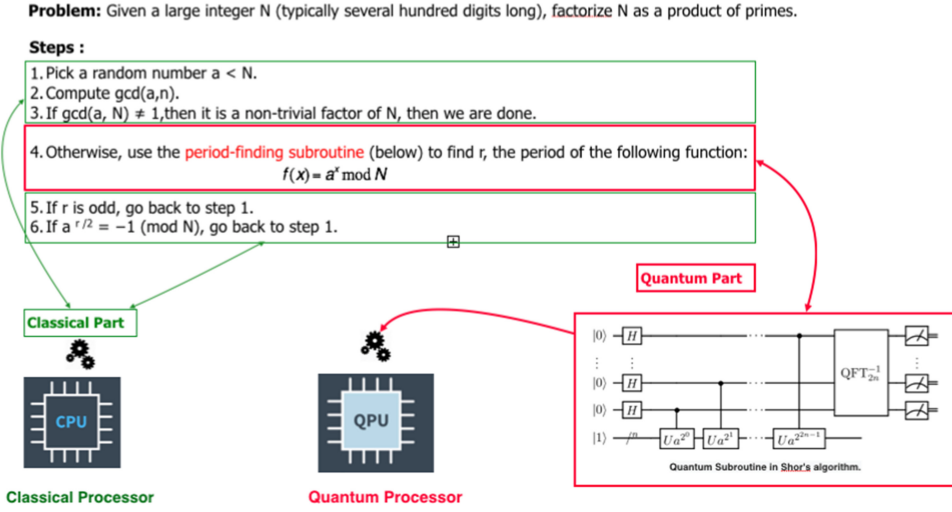 Problem: Given a large integer N (typically several hundred digits long), factorize N as a product of primes.
Steps :
1. Pick a random number a < N.
2. Compute gcd(a,n).
3. If gcd(a, N) ≠ 1,then it is a non-trivial factor of N, then we are done.
4. Otherwise, use the period-finding subroutine (below) to find r, the period of the following function:
f(x) = a^x mod N
5. If r is odd, go back to step 1.
6. If a ^r/2 = −1 (mod N), go back to step 1.
Quantum Part
Classical Part
|0⟩ H ....
⋮ ⋮ ⋮
|0⟩ H ....
QFT_2n^−1
|0⟩ H ....
|1⟩ /n Ua^2^0 Ua^2^1 .... Ua^2^2n−1
Quantum Subroutine in Shor's algorithm.
CPU
QPU
Classical Processor
Quantum Processor